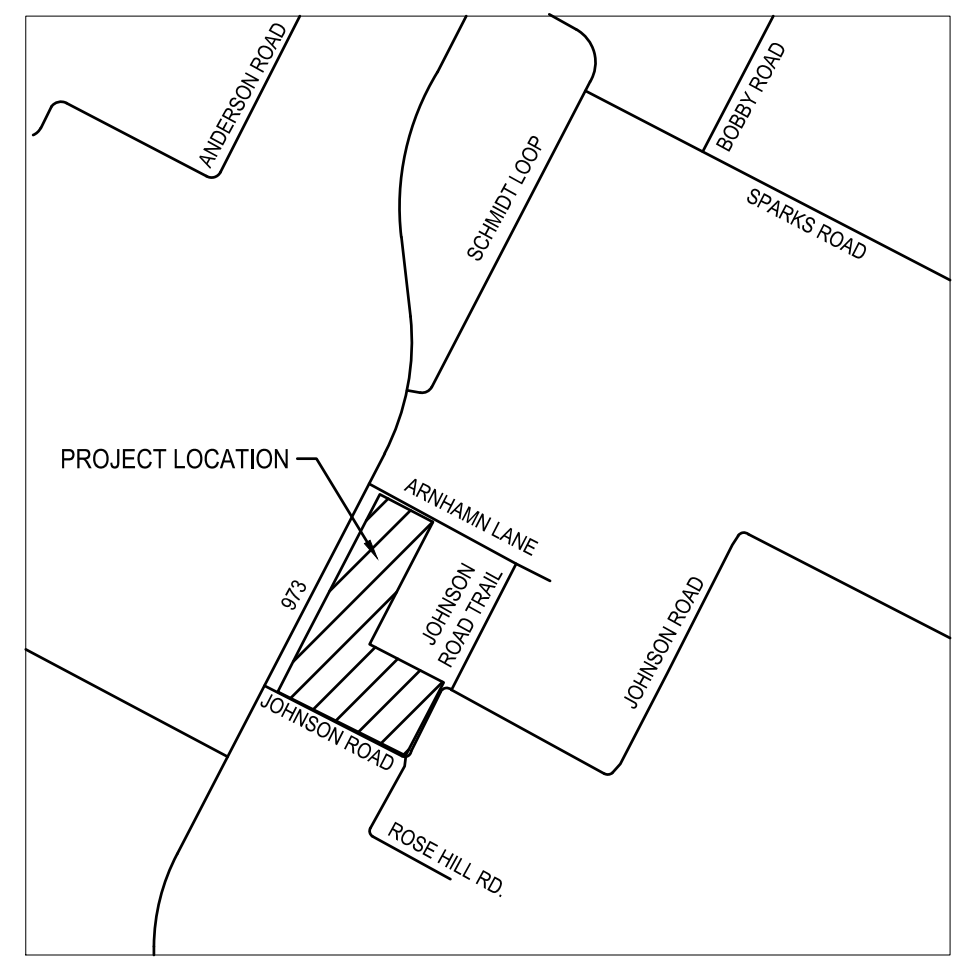 ANDERSON ROAD
BOBBY ROAD
SCHMIDT LOOP
SPARKS ROAD
PROJECT LOCATION
ARNHAMN LANE
973
JOHNSON
ROAD TRAIL
JOHNSON ROAD
JOHNSON ROAD
ROSE HILL RD.